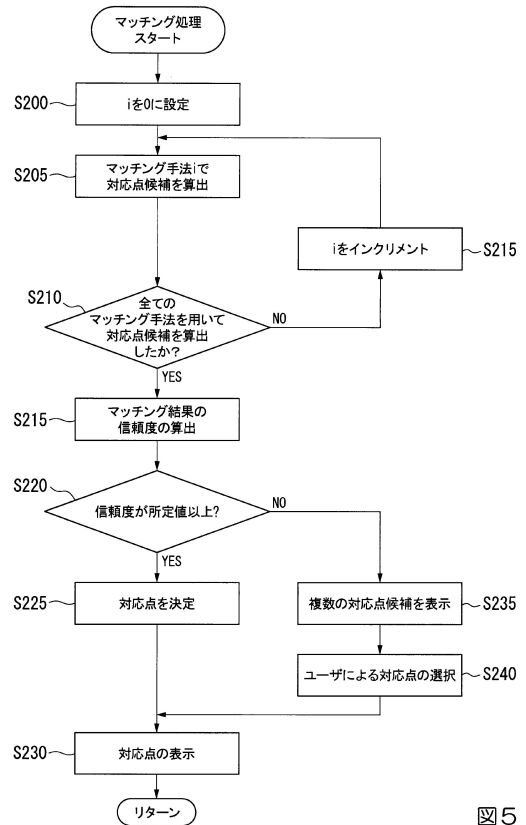 マッチング処理
スタート
S200
iを0に設定
S205
マッチング手法iで
対応点候補を算出
iをインクリメント
S215
S210
全ての
マッチング手法を用いて
対応点候補を算出
したか？
NO
YES
S215
マッチング結果の
信頼度の算出
S220
信頼度が所定値以上?
NO
YES
S225
対応点を決定
複数の対応点候補を表示
S235
ユーザによる対応点の選択
S240
S230
対応点の表示
リターン
図5